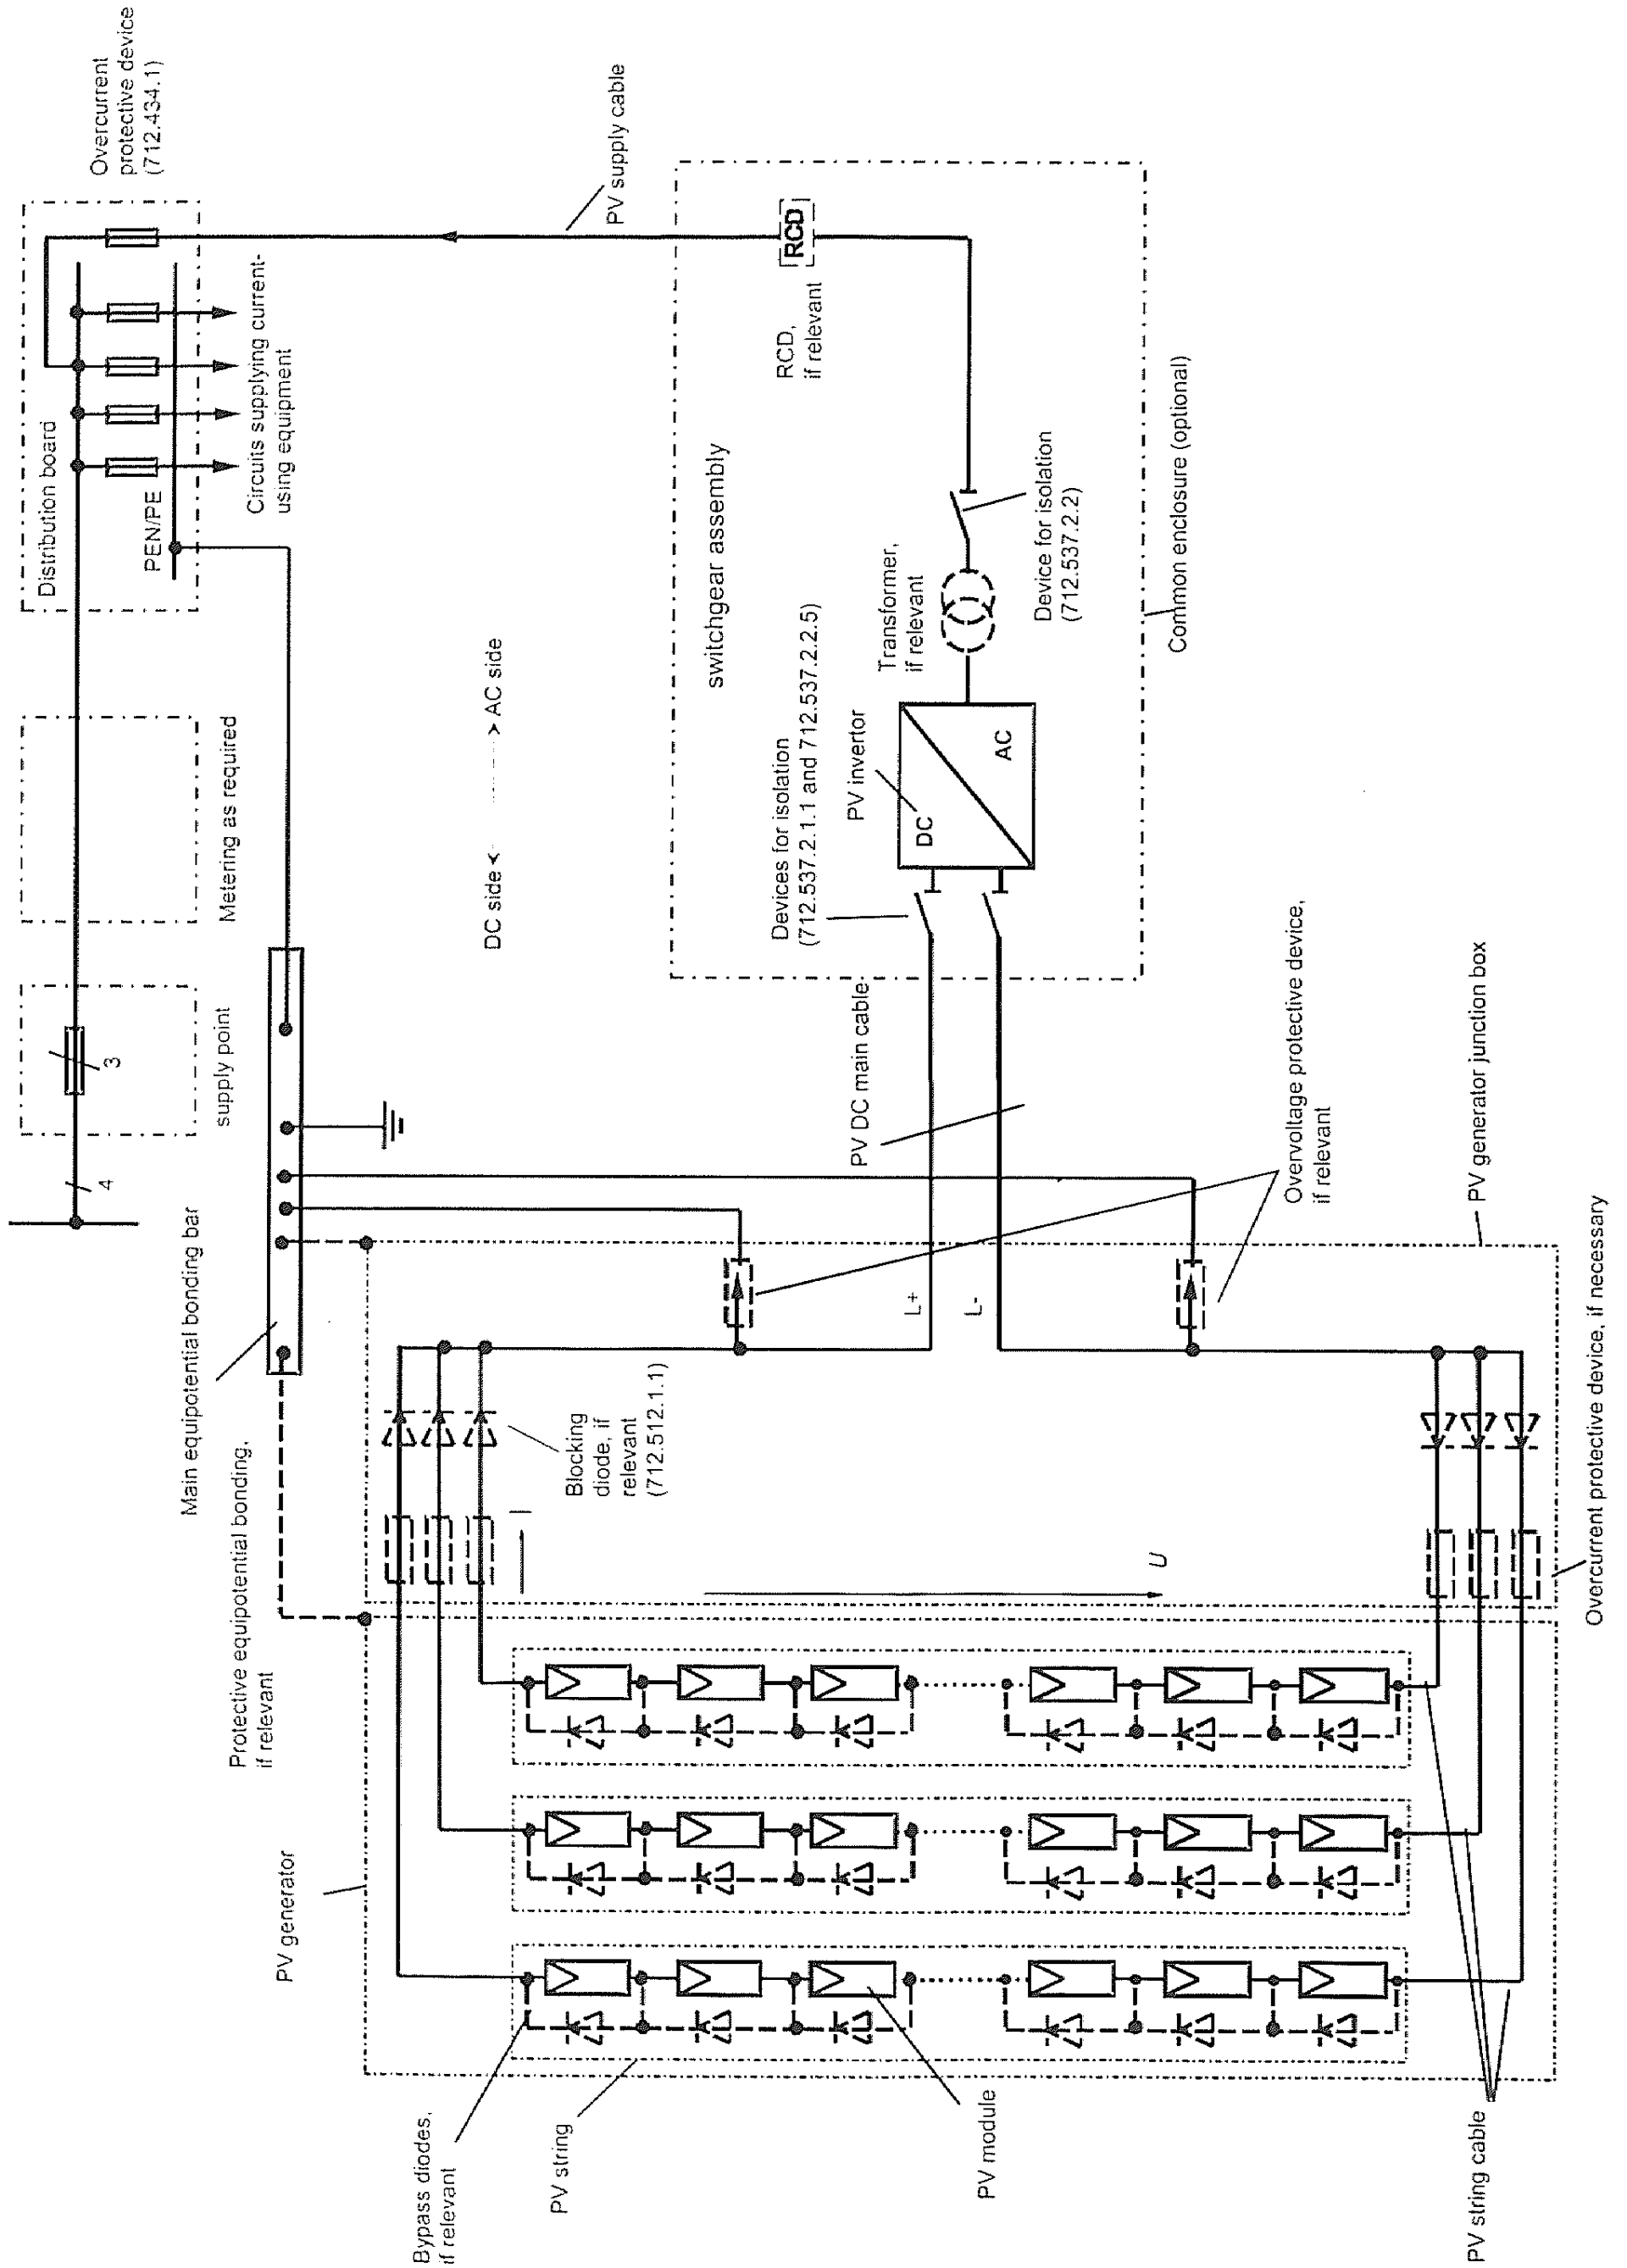 Overcurrent
protective device
(712.434.1)
Distribution board
PEN/PE
Circuits supplying current-
using equipment
Metering as required
3
supply point
4
Main equipotential bonding bar
Protective equipotential bonding,
if relevant
PV generator
Bypass diodes,
if relevant
PV string
PV module
PV string cable
Blocking
diode, if
relevant
(712.512.1.1)
I
U
L+
L-
Overcurrent protective device, if necessary
PV generator junction box
Overvoltage protective device,
if relevant
PV DC main cable
DC side < > AC side
switchgear assembly
Devices for isolation
(712.537.2.1.1 and 712.537.2.2.5)
PV invertor
DC
AC
Transformer,
if relevant
Device for isolation
(712.537.2.2)
RCD,
if relevant
RCD
PV supply cable
Common enclosure (optional)